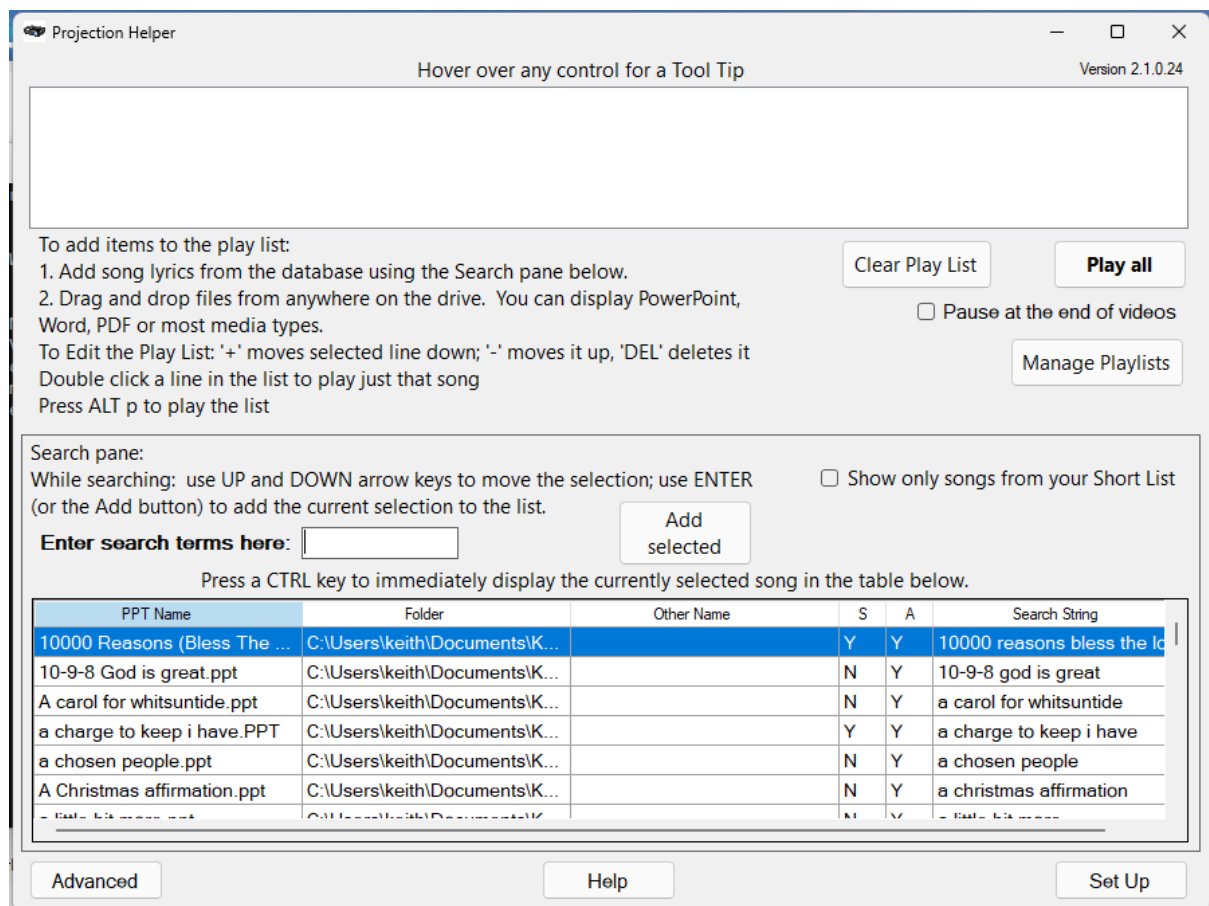 Projection Helper
Hover over any control for a Tool Tip
Version 2.1.0.24
To add items to the play list:
1. Add song lyrics from the database using the Search pane below.
2. Drag and drop files from anywhere on the drive.  You can display PowerPoint,
Word, PDF or most media types.
To Edit the Play List: '+' moves selected line down; '-' moves it up, 'DEL' deletes it
Double click a line in the list to play just that song
Press ALT p to play the list
Clear Play List
Play all
Pause at the end of videos
Manage Playlists
Search pane:
While searching:  use UP and DOWN arrow keys to move the selection; use ENTER
(or the Add button) to add the current selection to the list.
Show only songs from your Short List
Enter search terms here:
Add
selected
Press a CTRL key to immediately display the currently selected song in the table below.
PPT Name Folder Other Name S A Search String
10000 Reasons (Bless The ... C:\Users\keith\Documents\K... Y Y 10000 reasons bless the lo
10-9-8 God is great.ppt C:\Users\keith\Documents\K... N Y 10-9-8 god is great
A carol for whitsuntide.ppt C:\Users\keith\Documents\K... N Y a carol for whitsuntide
a charge to keep i have.PPT C:\Users\keith\Documents\K... Y Y a charge to keep i have
a chosen people.ppt C:\Users\keith\Documents\K... N Y a chosen people
A Christmas affirmation.ppt C:\Users\keith\Documents\K... N Y a christmas affirmation
Advanced
Help
Set Up